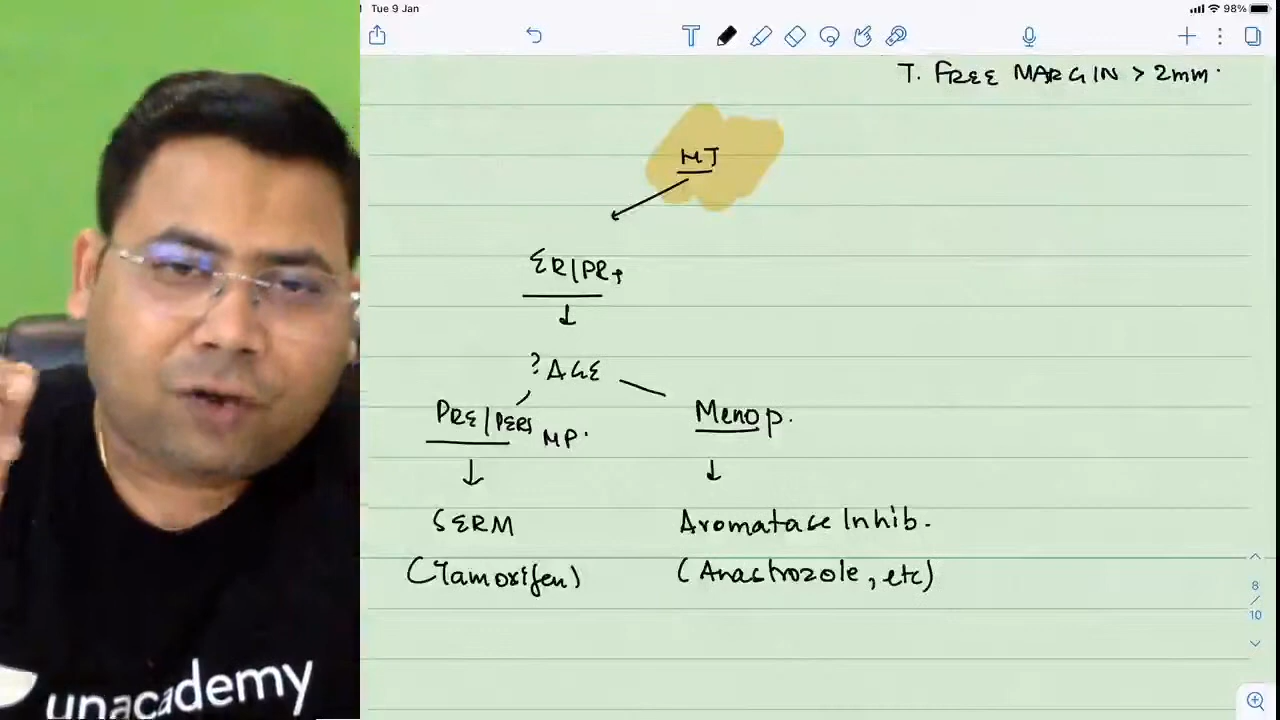 Tue 9 Jan
98%
T. FREE MARGIN > 2mm.
HT
ER/PR+
? AGE
PRE/PERI MP.
Menop.
SERM
Aromatase Inhib.
(Tamoxifen)
(Anastrozole, etc)
8
/
10
unacademy